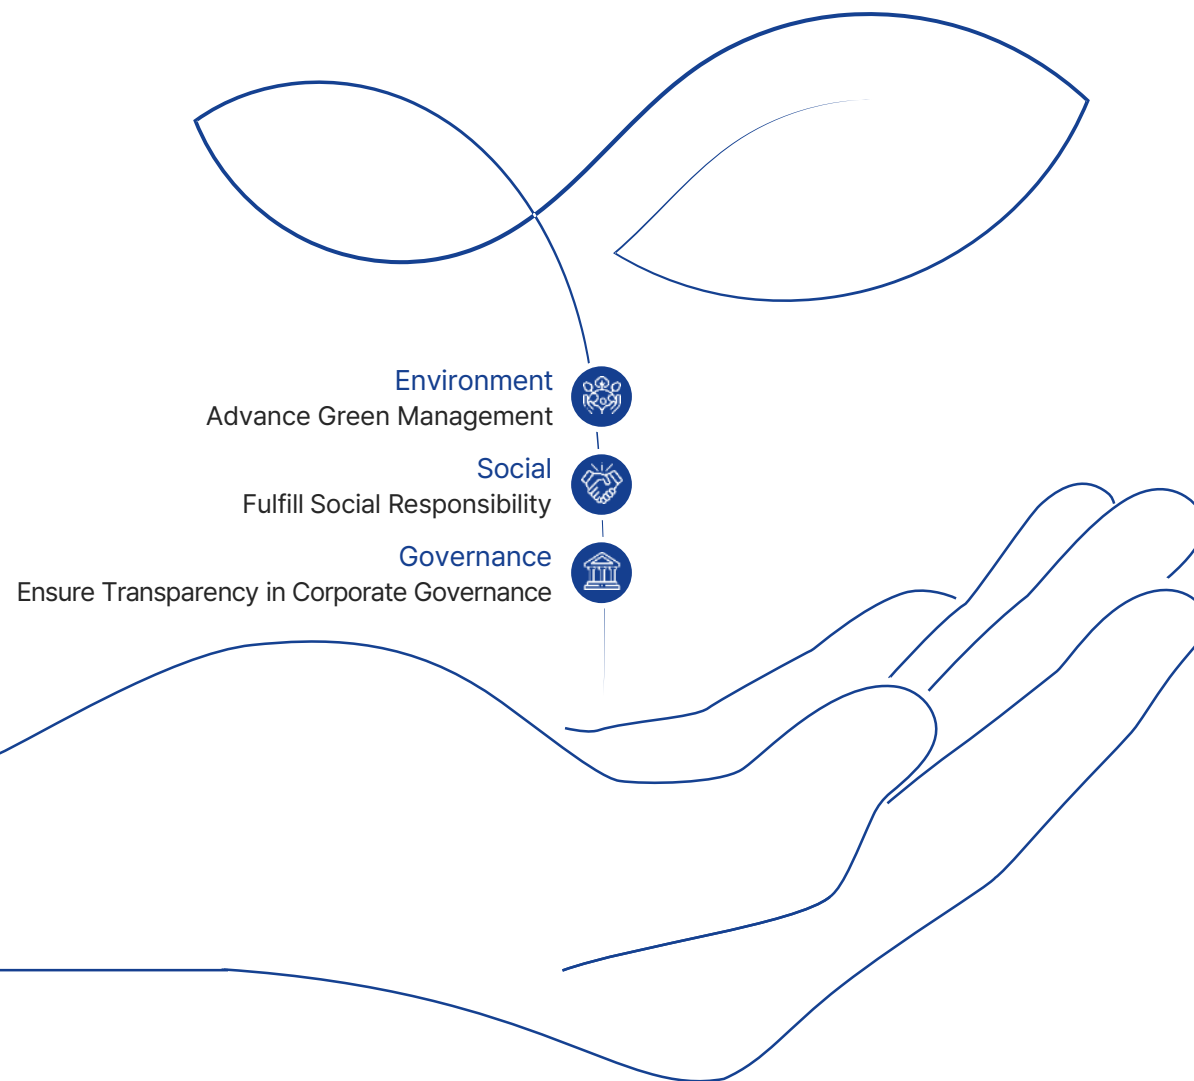 Environment
Advance Green Management
Social
Fulfill Social Responsibility
Governance
Ensure Transparency in Corporate Governance